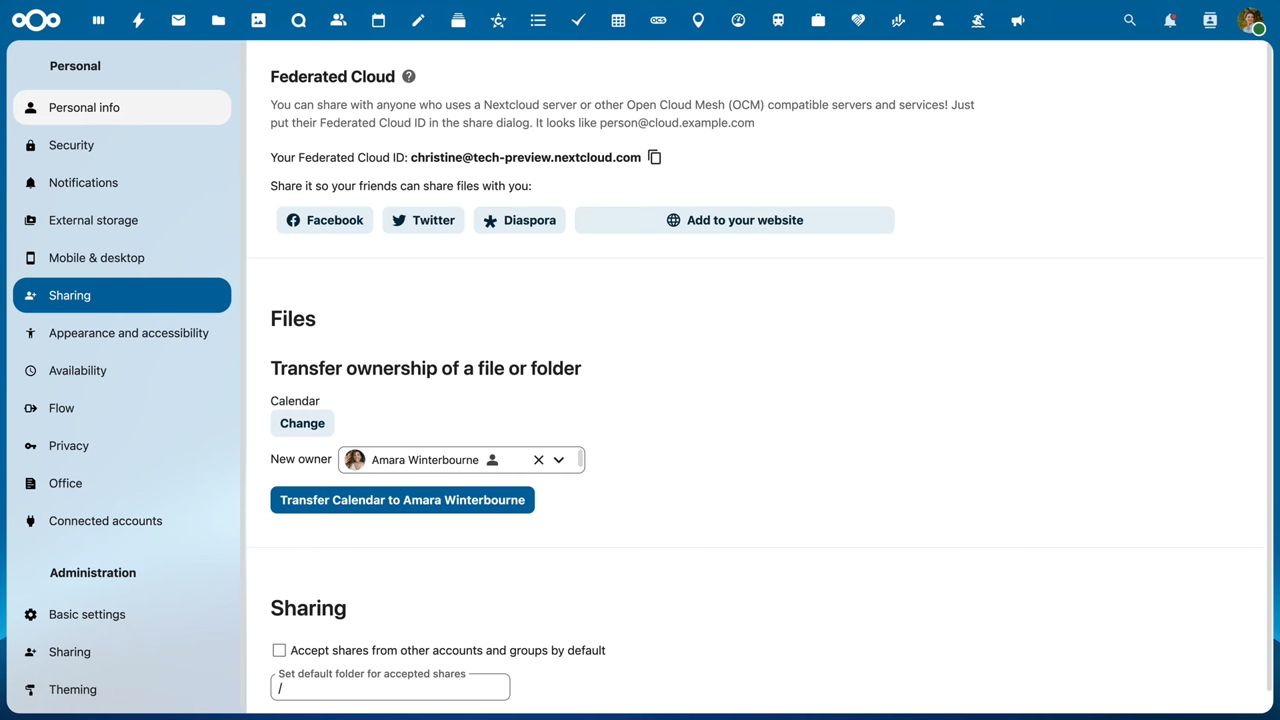 Personal
Personal info
Security
Notifications
External storage
Mobile & desktop
Sharing
Appearance and accessibility
Availability
Flow
Privacy
Office
Connected accounts
Administration
Basic settings
Sharing
Theming
Federated Cloud
You can share with anyone who uses a Nextcloud server or other Open Cloud Mesh (OCM) compatible servers and services! Just
put their Federated Cloud ID in the share dialog. It looks like person@cloud.example.com
Your Federated Cloud ID: christine@tech-preview.nextcloud.com
Share it so your friends can share files with you:
Facebook
Twitter
Diaspora
Add to your website
Files
Transfer ownership of a file or folder
Calendar
Change
New owner Amara Winterbourne
Transfer Calendar to Amara Winterbourne
Sharing
Accept shares from other accounts and groups by default
Set default folder for accepted shares
/